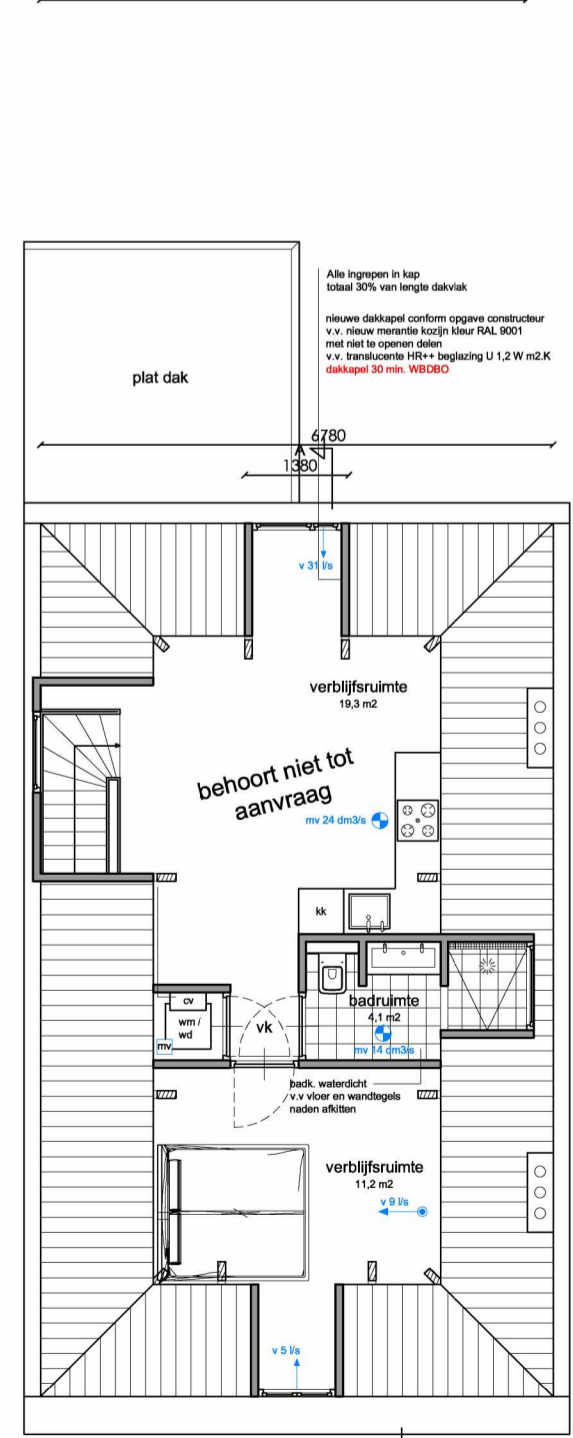 Alle ingrepen in kap
totaal 30% van lengte dakvlak
nieuwe dakkapel conform opgave constructeur
v.v. nieuw merantie kozijn kleur RAL 9001
met niet te openen delen
v.v. translucente HR++ beglazing U 1,2 W m2.K
dakkapel 30 min. WBDBO
plat dak
6780
1380
v 31 l/s
verblijfsruimte
19,3 m2
behoort niet tot
aanvraag
mv 24 dm3/s
kk
cv
wm /
wd
mv
vk
badruimte
4,1 m2
mv 14 dm3/s
badk. waterdicht
v.v vloer en wandtegels
naden afkitten
verblijfsruimte
11,2 m2
v 9 l/s
v 5 l/s